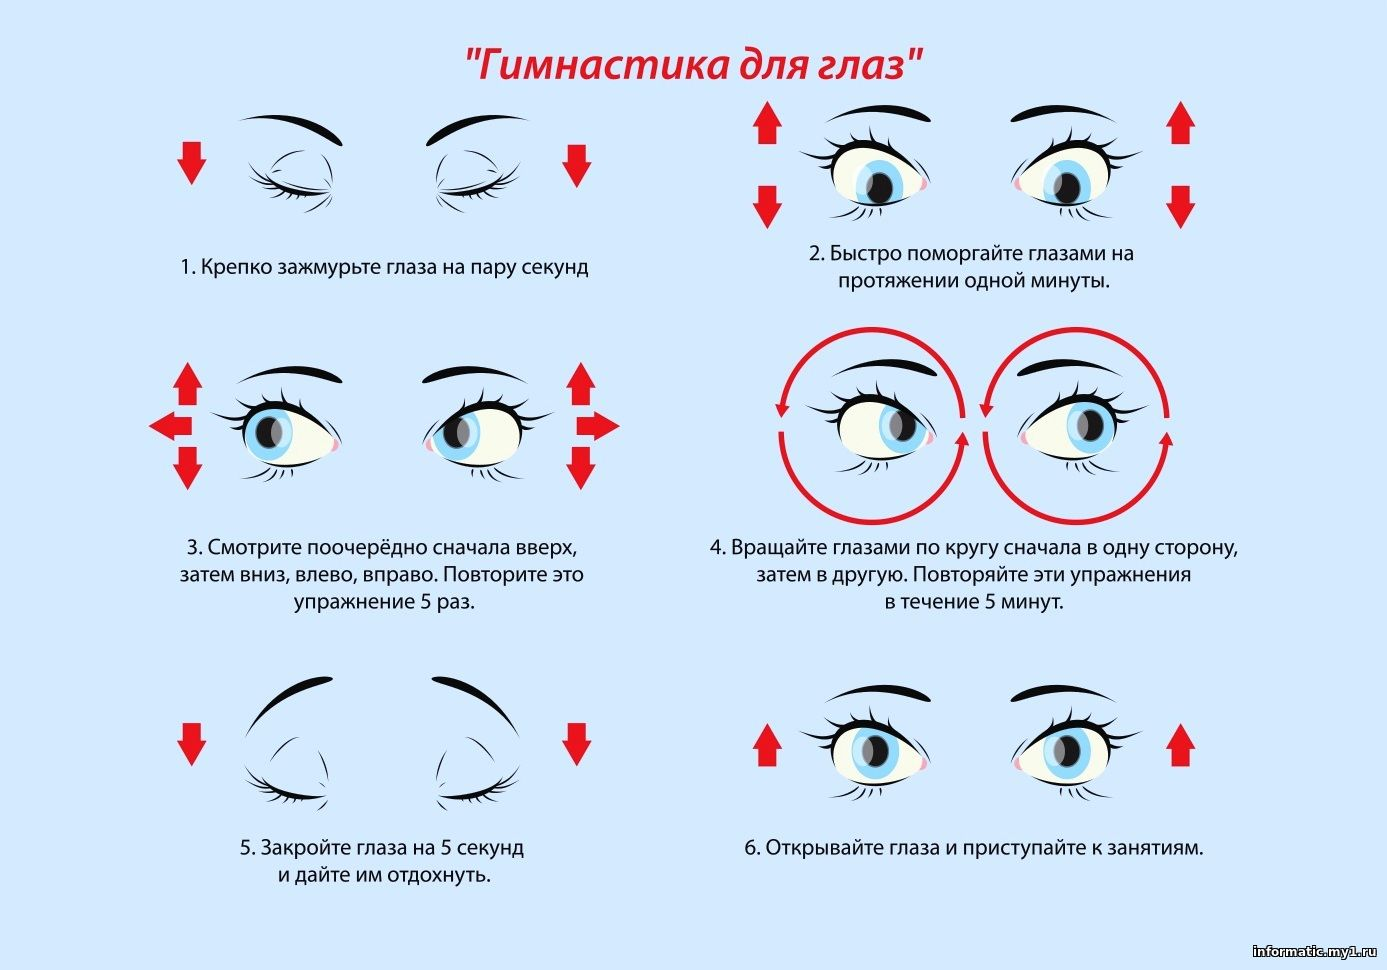 "Гимнастика для глаз"
1. Крепко зажмурьте глаза на пару секунд
2. Быстро поморгайте глазами на
протяжении одной минуты.
3. Смотрите поочерёдно сначала вверх,
затем вниз, влево, вправо. Повторите это
упражнение 5 раз.
4. Вращайте глазами по кругу сначала в одну сторону,
затем в другую. Повторяйте эти упражнения
в течение 5 минут.
5. Закройте глаза на 5 секунд
и дайте им отдохнуть.
6. Открывайте глаза и приступайте к занятиям.
informatic.my1.ru